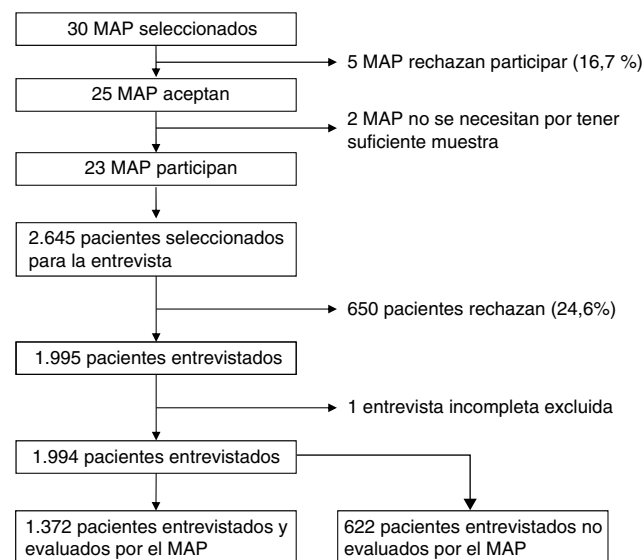 30 MAP seleccionados
5 MAP rechazan participar (16,7 %)
25 MAP aceptan
2 MAP no se necesitan por tener
suficiente muestra
23 MAP participan
2.645 pacientes seleccionados
para la entrevista
650 pacientes rechazan (24,6%)
1.995 pacientes entrevistados
1 entrevista incompleta excluida
1.994 pacientes entrevistados
1.372 pacientes entrevistados y
evaluados por el MAP
622 pacientes entrevistados no
evaluados por el MAP